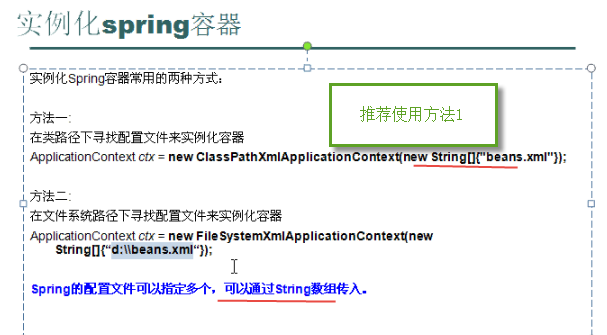 实例化spring容器
实例化Spring容器常用的两种方式：
推荐使用方法1
方法一:
在类路径下寻找配置文件来实例化容器
ApplicationContext ctx = new ClassPathXmlApplicationContext(new String[]{"beans.xml"});
方法二:
在文件系统路径下寻找配置文件来实例化容器
ApplicationContext ctx = new FileSystemXmlApplicationContext(new
String[]{“d:\\beans.xml“});
Spring的配置文件可以指定多个，可以通过String数组传入。